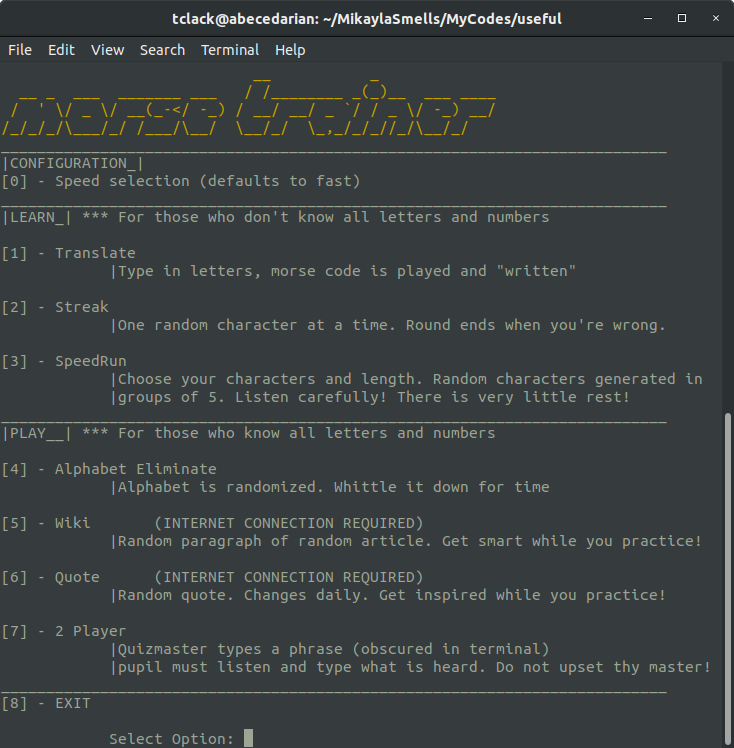 tclack@abecedarian: ~/MikaylaSmells/MyCodes/useful
File Edit View Search Terminal Help
morse trainer
|CONFIGURATION_|
[0] - Speed selection (defaults to fast)
|LEARN_| *** For those who don't know all letters and numbers
[1] - Translate
|Type in letters, morse code is played and "written"
[2] - Streak
|One random character at a time. Round ends when you're wrong.
[3] - SpeedRun
|Choose your characters and length. Random characters generated in
|groups of 5. Listen carefully! There is very little rest!
|PLAY__| *** For those who know all letters and numbers
[4] - Alphabet Eliminate
|Alphabet is randomized. Whittle it down for time
[5] - Wiki (INTERNET CONNECTION REQUIRED)
|Random paragraph of random article. Get smart while you practice!
[6] - Quote (INTERNET CONNECTION REQUIRED)
|Random quote. Changes daily. Get inspired while you practice!
[7] - 2 Player
|Quizmaster types a phrase (obscured in terminal)
|pupil must listen and type what is heard. Do not upset thy master!
[8] - EXIT
Select Option: